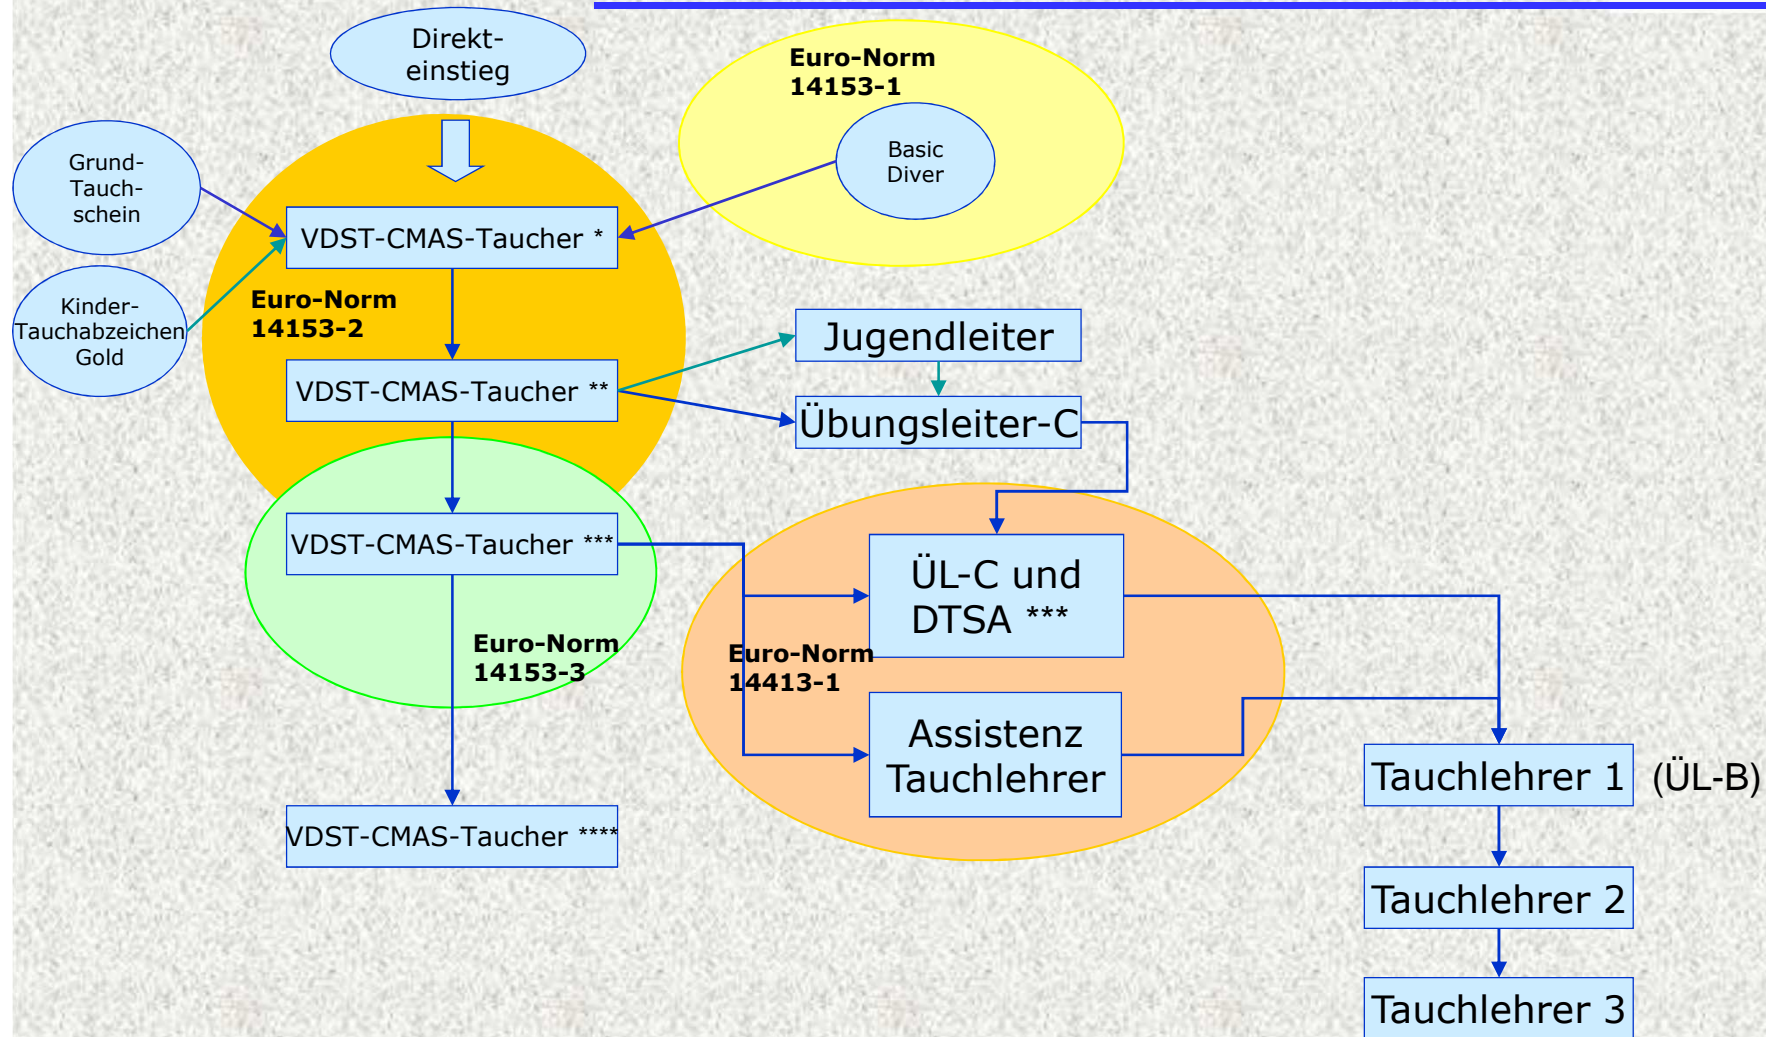 Direkt-
einstieg
Euro-Norm
14153-1
Basic
Diver
Grund-
Tauch-
schein
VDST-CMAS-Taucher *
Kinder-
Tauchabzeichen
Gold
Euro-Norm
14153-2
VDST-CMAS-Taucher **
Jugendleiter
Übungsleiter-C
VDST-CMAS-Taucher ***
Euro-Norm
14153-3
ÜL-C und
DTSA ***
Euro-Norm
14413-1
Assistenz
Tauchlehrer
VDST-CMAS-Taucher ****
Tauchlehrer 1 (ÜL-B)
Tauchlehrer 2
Tauchlehrer 3